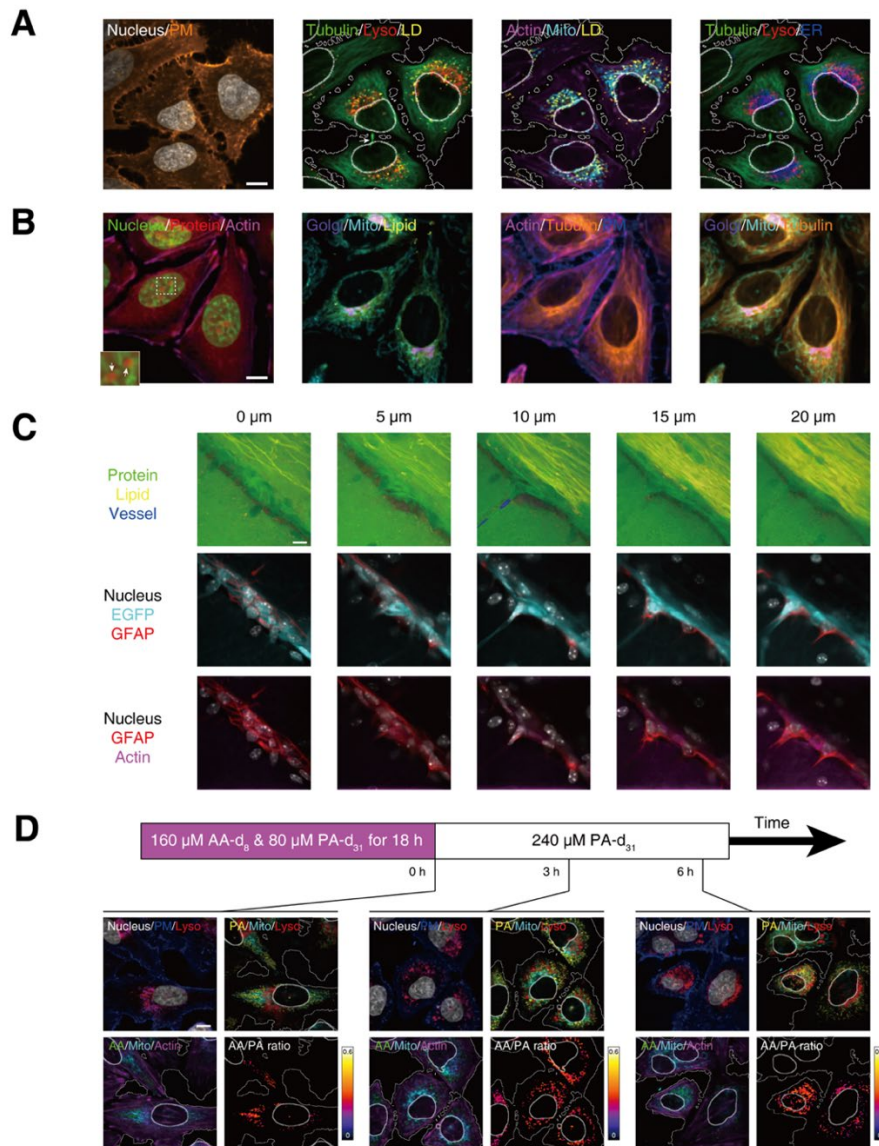 A
Nucleus/PM
Tubulin/Lyso/LD
Actin/Mito/LD
Tubulin/Lyso/ER
B
Nucleus/Protein/Actin
Golgi/Mito/Lipid
Actin/Tubulin/
Golgi/Mito/Tubulin
C
0 µm
5 µm
10 µm
15 µm
20 µm
Protein
Lipid
Vessel
Nucleus
EGFP
GFAP
Nucleus
GFAP
Actin
D
160 µM AA-d8 & 80 µM PA-d31 for 18 h
240 µM PA-d31
Time
0 h
3 h
6 h
Nucleus/PM/Lyso
PA/Mito/Lyso
Nucleus/PM/Lyso
PA/Mito/Lyso
Nucleus/PM/Lyso
PA/Mito/Lyso
AA/Mito/Actin
AA/PA ratio
0.6
0
AA/Mito/Actin
AA/PA ratio
0.6
0
AA/Mito/Actin
AA/PA ratio
0.6
0